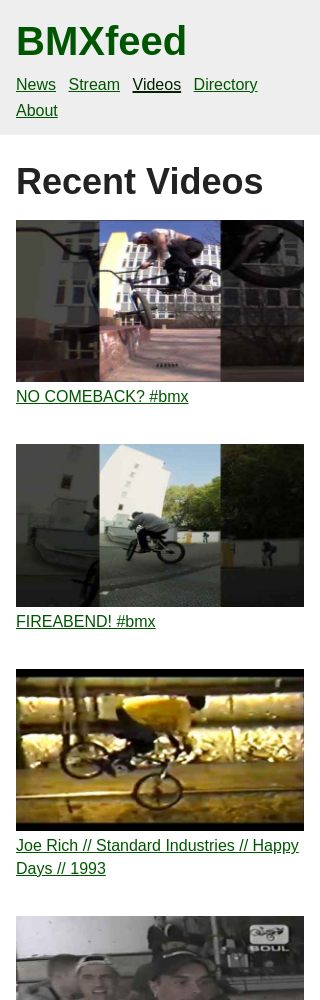 BMXfeed
News Stream Videos Directory
About
Recent Videos
NO COMEBACK? #bmx
FIREABEND! #bmx
Joe Rich // Standard Industries // Happy
Days // 1993
SOUL